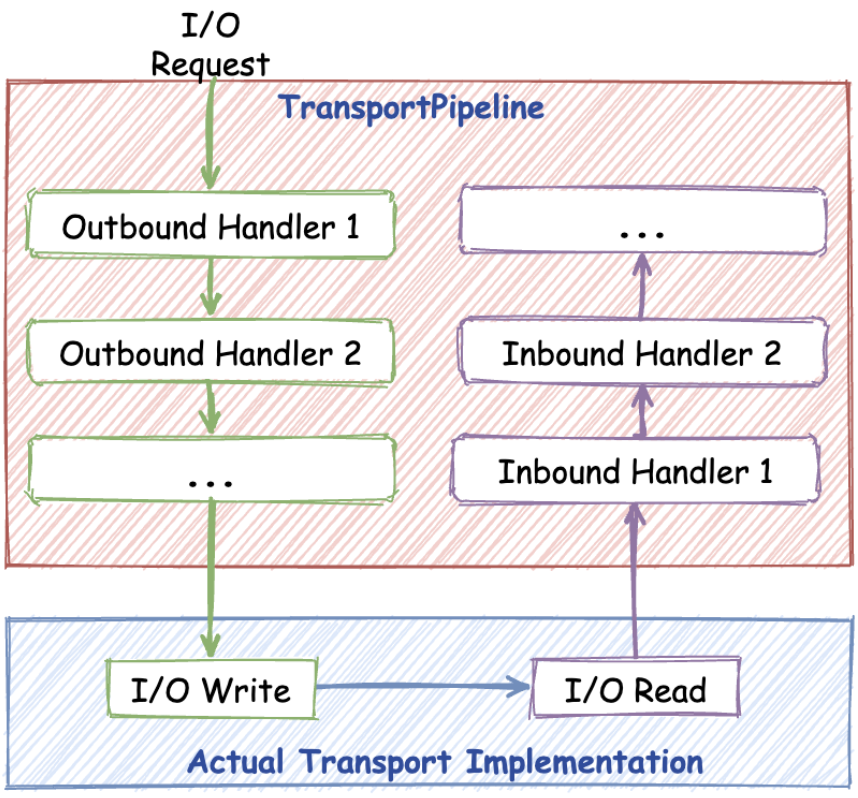 I/O
Request
TransportPipeline
Outbound Handler 1
Outbound Handler 2
...
...
Inbound Handler 2
Inbound Handler 1
I/O Write
I/O Read
Actual Transport Implementation